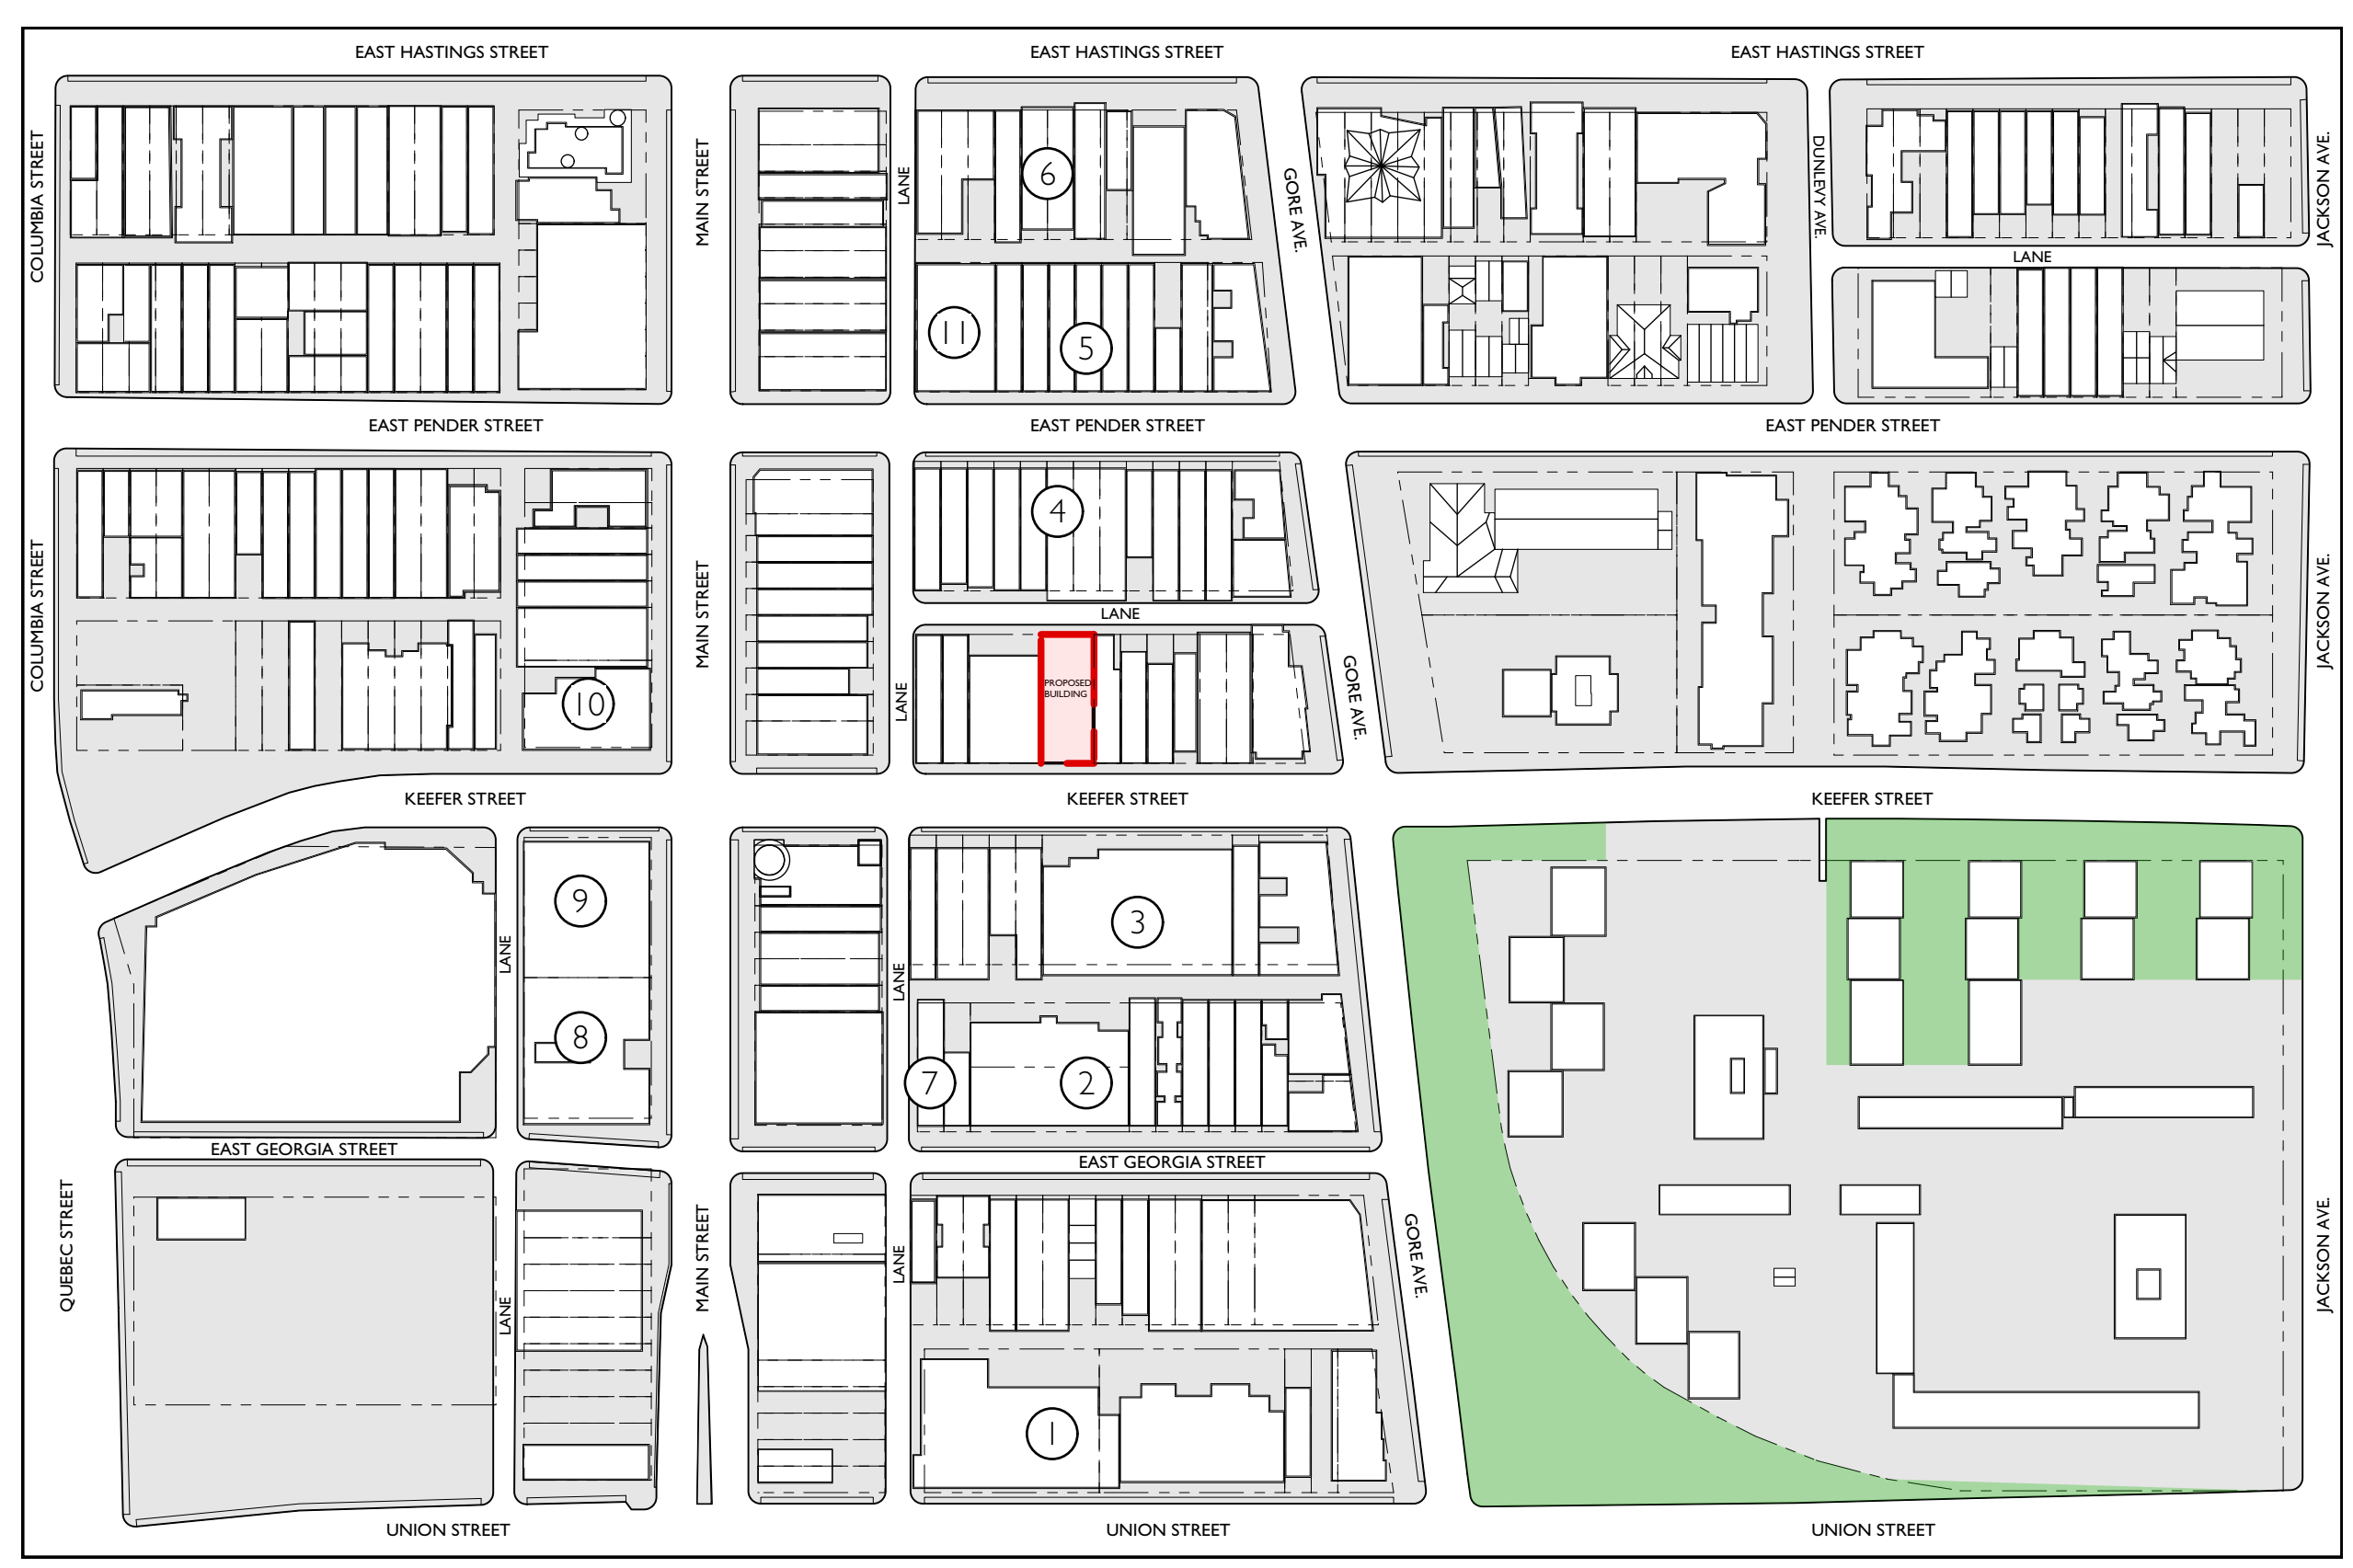 EAST HASTINGS STREET
EAST HASTINGS STREET
EAST HASTINGS STREET
COLUMBIA STREET
MAIN STREET
LANE
6
GORE AVE.
DUNLEVY AVE.
JACKSON AVE.
LANE
11
5
EAST PENDER STREET
EAST PENDER STREET
EAST PENDER STREET
COLUMBIA STREET
MAIN STREET
4
LANE
JACKSON AVE.
10
LANE
PROPOSED
BUILDING
GORE AVE.
KEEFER STREET
KEEFER STREET
KEEFER STREET
9
LANE
LANE
3
8
7
2
EAST GEORGIA STREET
EAST GEORGIA STREET
QUEBEC STREET
LANE
MAIN STREET
LANE
GORE AVE.
JACKSON AVE.
1
UNION STREET
UNION STREET
UNION STREET